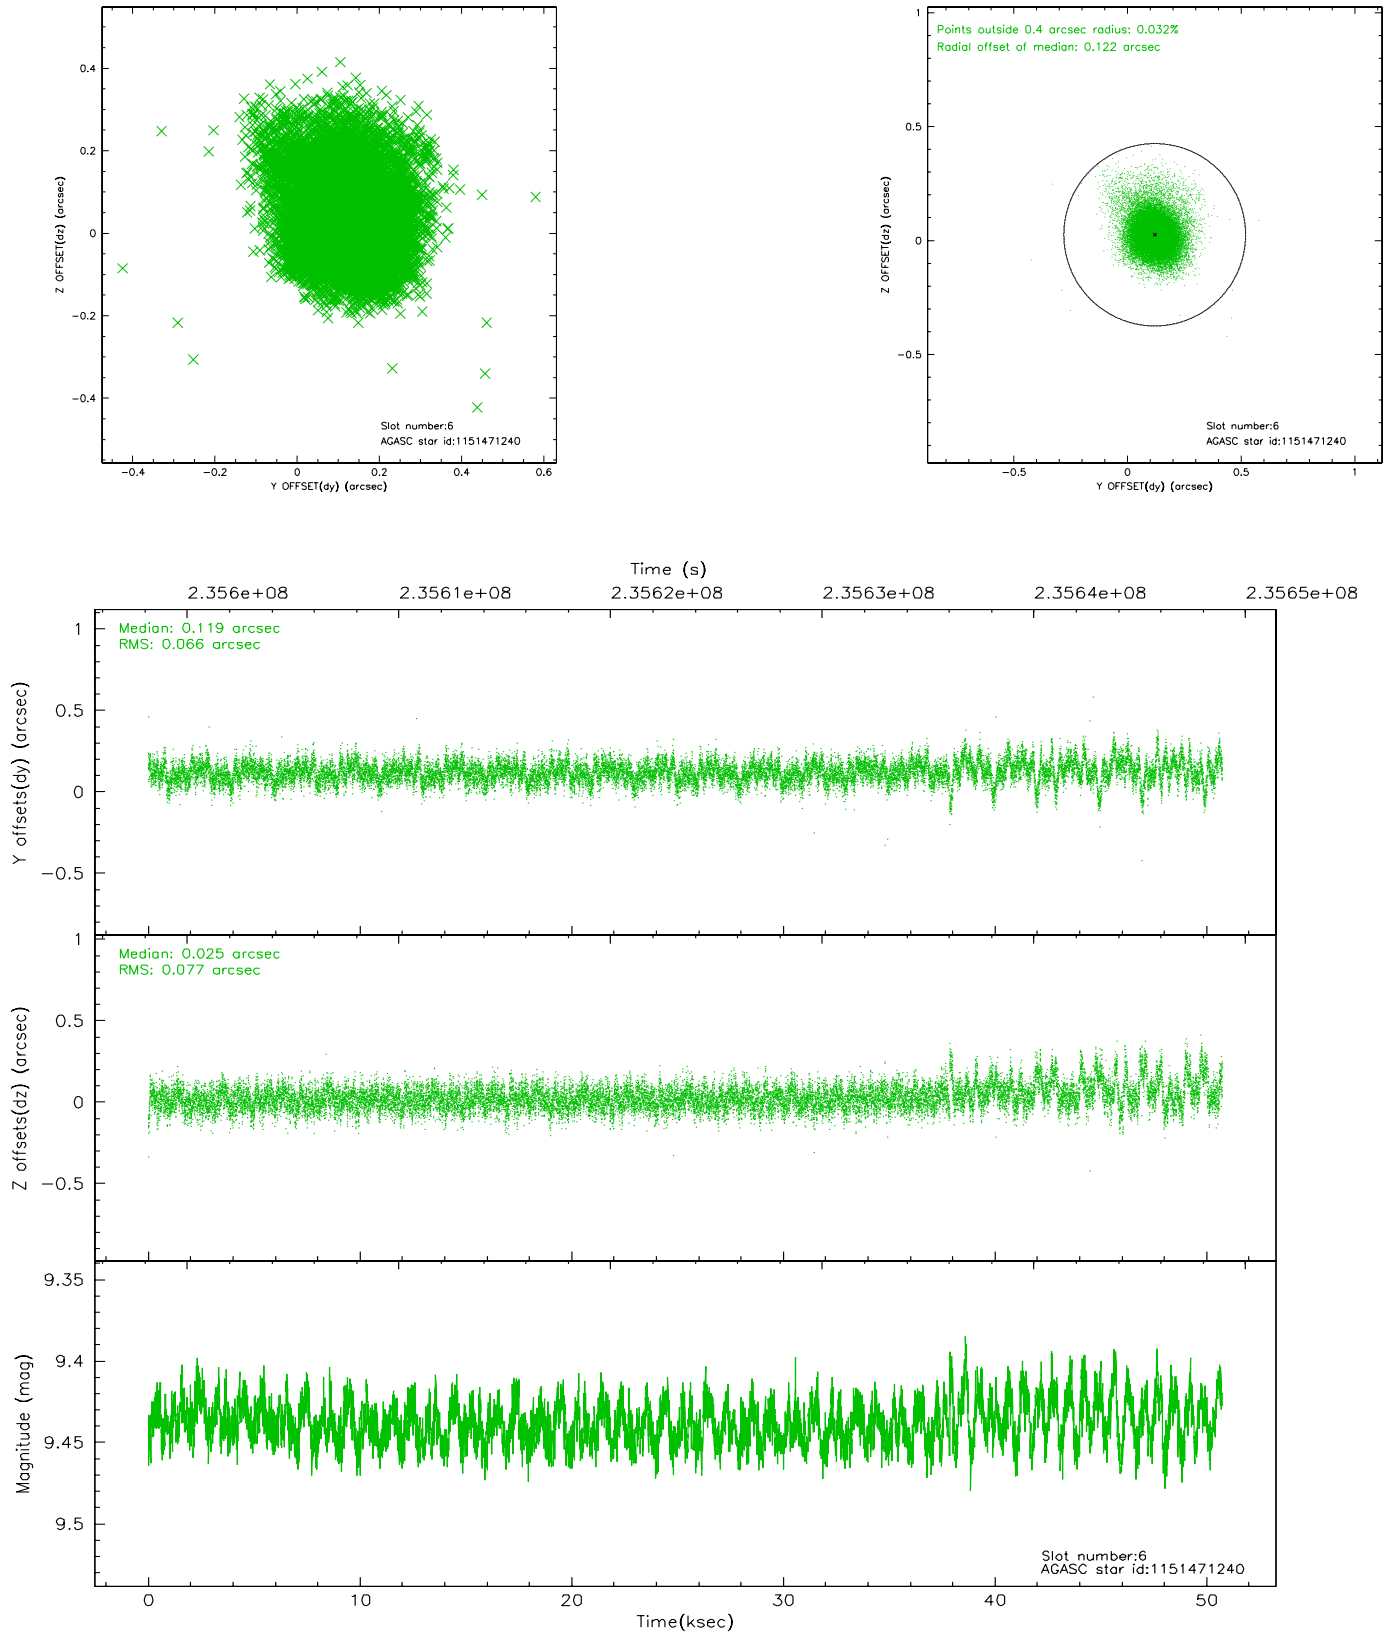 0.4
0.2
0
−0.2
−0.4
Z OFFSET(dz) (arcsec)
Slot number:6
AGASC star id:1151471240
−0.4 −0.2 0 0.2 0.4 0.6
Y OFFSET(dy) (arcsec)
1
0.5
0
−0.5
Z OFFSET(dz) (arcsec)
Points outside 0.4 arcsec radius: 0.032%
Radial offset of median: 0.122 arcsec
Slot number:6
AGASC star id:1151471240
−0.5 0 0.5 1
Y OFFSET(dy) (arcsec)
Time (s)
2.356e+08 2.3561e+08 2.3562e+08 2.3563e+08 2.3564e+08 2.3565e+08
Median: 0.119 arcsec
RMS: 0.066 arcsec
1
0.5
0
−0.5
Y offsets(dy) (arcsec)
Median: 0.025 arcsec
RMS: 0.077 arcsec
1
0.5
0
−0.5
Z offsets(dz) (arcsec)
9.35
9.4
9.45
9.5
Magnitude (mag)
Slot number:6
AGASC star id:1151471240
0 10 20 30 40 50
Time(ksec)